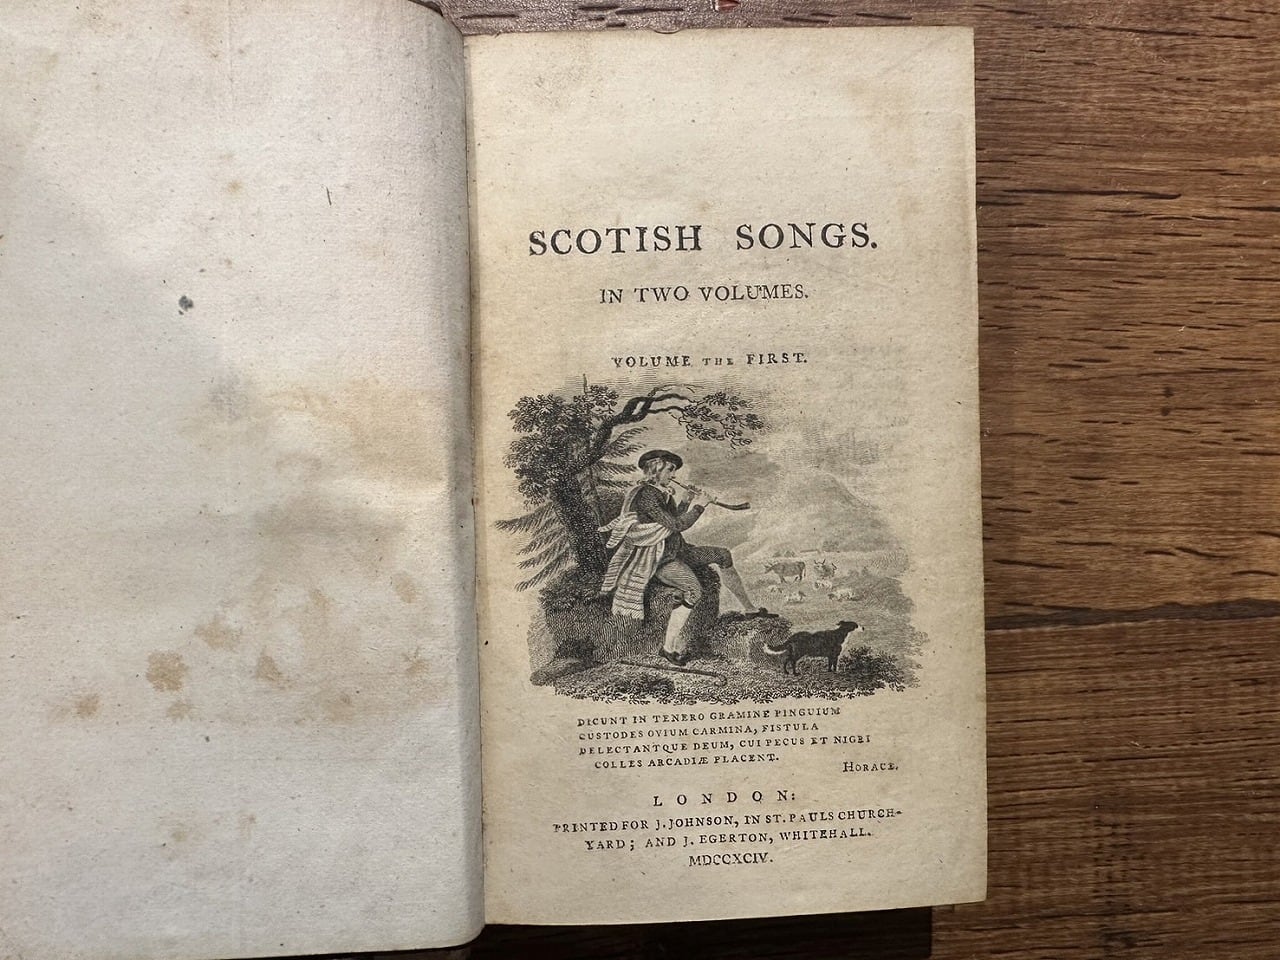 SCOTISH SONGS.
IN TWO VOLUMES.
VOLUME THE FIRST.
DICUNT IN TENERO GRAMINE PINGUIUM
CUSTODES OVIUM CARMINA, FISTULA
DELECTANTQUE DEUM, CUI PECUS ET NIGRI
COLLES ARCADIÆ PLACENT.
HORACE.
LONDON:
PRINTED FOR J. JOHNSON, IN ST. PAULS CHURCH-
YARD; AND J. EGERTON, WHITEHALL.
MDCCXCIV.